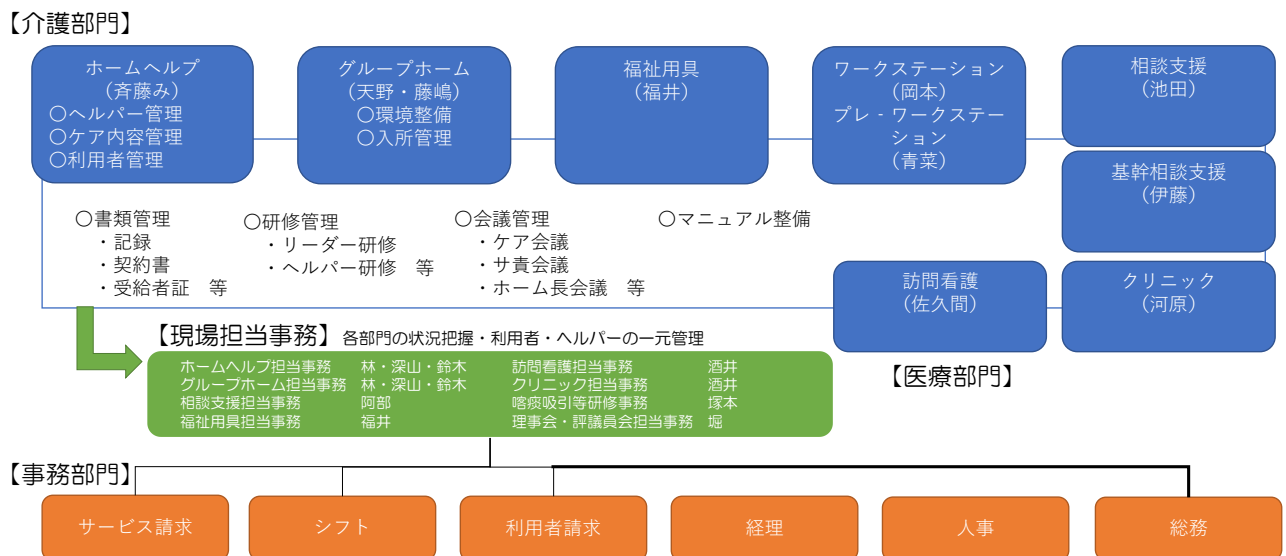 【介護部門】
ホームヘルプ
(斉藤み)
〇ヘルパー管理
〇ケア内容管理
〇利用者管理
グループホーム
(天野・藤嶋)
〇環境整備
〇入所管理
福祉用具
(福井)
ワークステーション
(岡本)
プレ‐ワークステー
ション
(青菜)
相談支援
(池田)
基幹相談支援
(伊藤)
〇書類管理
・記録
・契約書
・受給者証 等
〇研修管理
・リーダー研修
・ヘルパー研修 等
〇会議管理
・ケア会議
・サ責会議
・ホーム長会議 等
〇マニュアル整備
訪問看護
(佐久間)
クリニック
(河原)
【医療部門】
【現場担当事務】 各部門の状況把握・利用者・ヘルパーの一元管理
ホームヘルプ担当事務 林・深山・鈴木 訪問看護担当事務 酒井
グループホーム担当事務 林・深山・鈴木 クリニック担当事務 酒井
相談支援担当事務 阿部 喀痰吸引等研修事務 塚本
福祉用具担当事務 福井 理事会・評議員会担当事務 堀
【事務部門】
サービス請求
シフト
利用者請求
経理
人事
総務